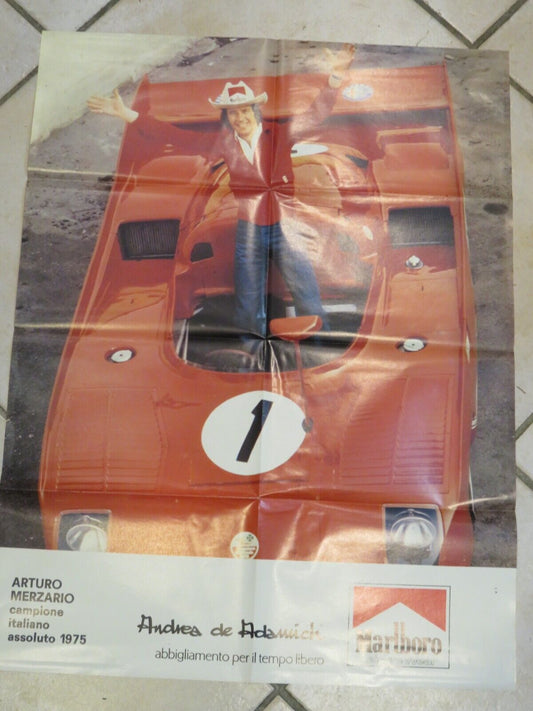 1
ARTURO
MERZARIO
campione
italiano
assoluto 1975
Andrea de Adamich
abbigliamento per il tempo libero
Marlboro